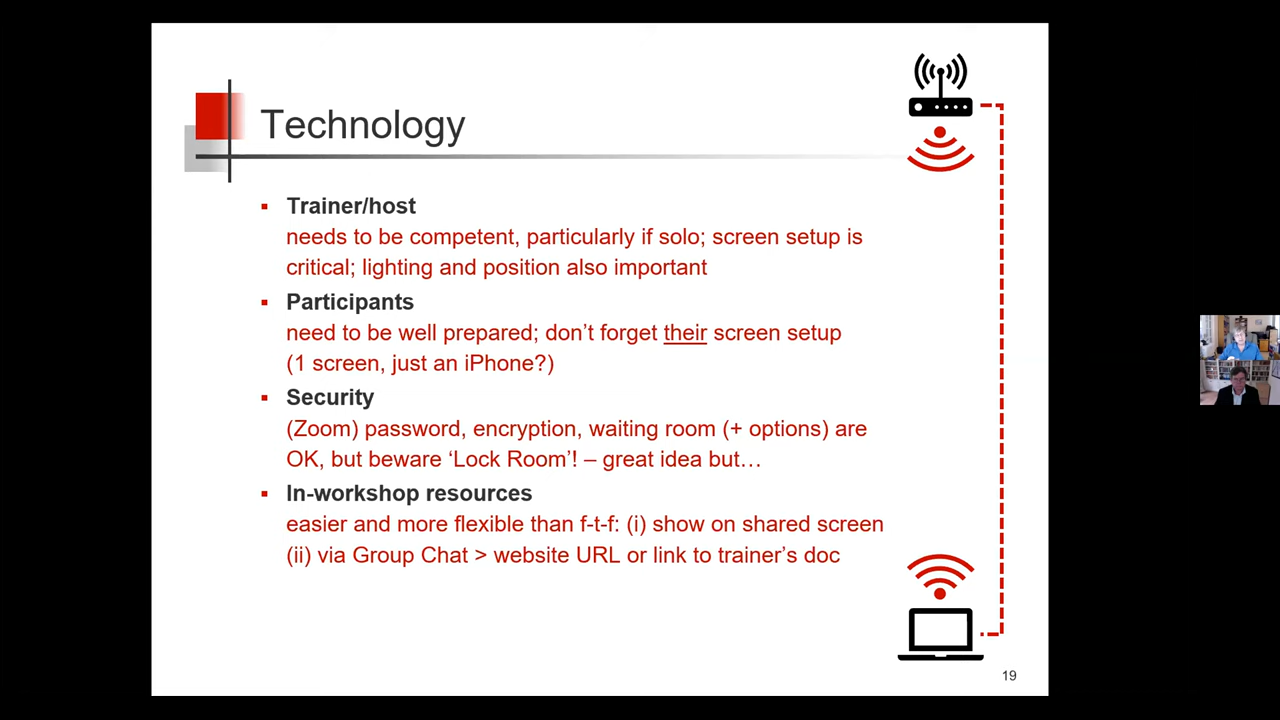 Technology
▪ Trainer/host
needs to be competent, particularly if solo; screen setup is
critical; lighting and position also important
▪ Participants
need to be well prepared; don’t forget their screen setup
(1 screen, just an iPhone?)
▪ Security
(Zoom) password, encryption, waiting room (+ options) are
OK, but beware ‘Lock Room’! – great idea but…
▪ In-workshop resources
easier and more flexible than f-t-f: (i) show on shared screen
(ii) via Group Chat > website URL or link to trainer’s doc
19